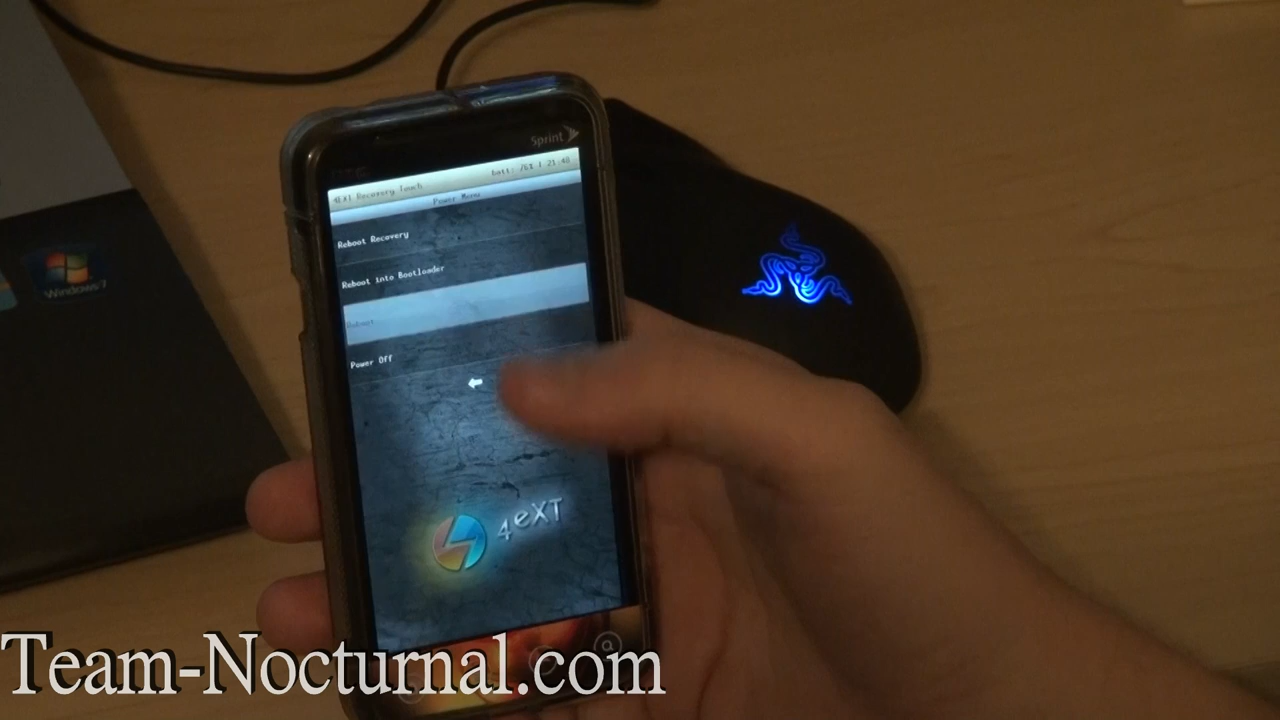 Sprint
4EXT Recovery Touch
batt: 76% | 21:48
Power Menu
Reboot Recovery
Reboot into Bootloader
Reboot
Power Off
4eXT
Windows 7
Team-Nocturnal.com